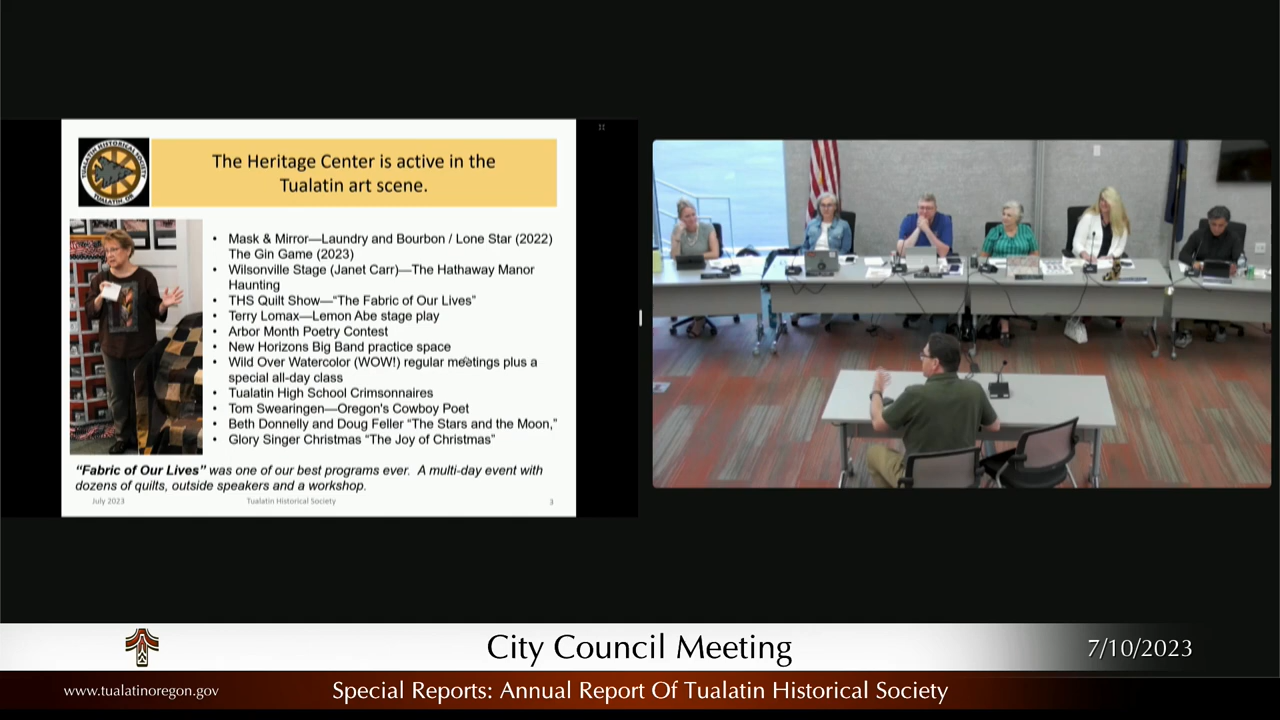 TUALATIN HISTORICAL SOCIETY
TUALATIN, OR
The Heritage Center is active in the
Tualatin art scene.
• Mask & Mirror—Laundry and Bourbon / Lone Star (2022)
The Gin Game (2023)
• Wilsonville Stage (Janet Carr)—The Hathaway Manor
Haunting
• THS Quilt Show—“The Fabric of Our Lives”
• Terry Lomax—Lemon Abe stage play
• Arbor Month Poetry Contest
• New Horizons Big Band practice space
• Wild Over Watercolor (WOW!) regular meetings plus a
special all-day class
• Tualatin High School Crimsonnaires
• Tom Swearingen—Oregon's Cowboy Poet
• Beth Donnelly and Doug Feller “The Stars and the Moon,”
• Glory Singer Christmas “The Joy of Christmas”
“Fabric of Our Lives” was one of our best programs ever. A multi-day event with
dozens of quilts, outside speakers and a workshop.
July 2023 Tualatin Historical Society 3
City Council Meeting 7/10/2023
www.tualatinoregon.gov Special Reports: Annual Report Of Tualatin Historical Society